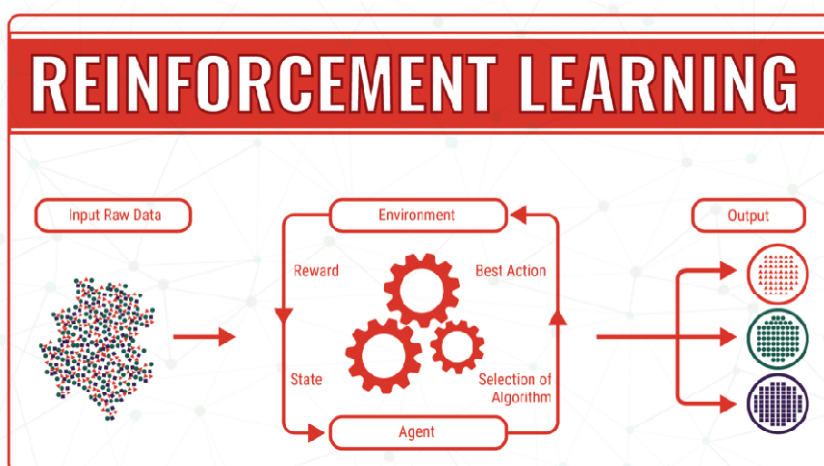 REINFORCEMENT LEARNING
Input Raw Data
Environment
Output
Reward
Best Action
State
Selection of
Algorithm
Agent